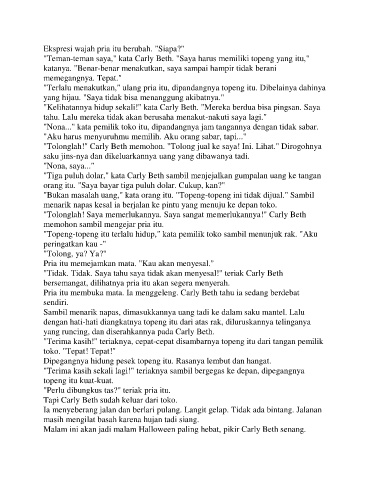 Ekspresi wajah pria itu berubah. "Siapa?"
"Teman-teman saya," kata Carly Beth. "Saya harus memiliki topeng yang itu,"
katanya. "Benar-benar menakutkan, saya sampai hampir tidak berani
memegangnya. Tepat."
"Terlalu menakutkan," ulang pria itu, dipandangnya topeng itu. Dibelainya dahinya
yang hijau. "Saya tidak bisa menanggung akibatnya."
"Kelihatannya hidup sekali!" kata Carly Beth. "Mereka berdua bisa pingsan. Saya
tahu. Lalu mereka tidak akan berusaha menakut-nakuti saya lagi."
"Nona..." kata pemilik toko itu, dipandangnya jam tangannya dengan tidak sabar.
"Aku harus menyuruhmu memilih. Aku orang sabar, tapi..."
"Tolonglah!" Carly Beth memohon. "Tolong jual ke saya! Ini. Lihat." Dirogohnya
saku jins-nya dan dikeluarkannya uang yang dibawanya tadi.
"Nona, saya..."
"Tiga puluh dolar," kata Carly Beth sambil menjejalkan gumpalan uang ke tangan
orang itu. "Saya bayar tiga puluh dolar. Cukup, kan?"
"Bukan masalah uang," kata orang itu. "Topeng-topeng ini tidak dijual." Sambil
menarik napas kesal ia berjalan ke pintu yang menuju ke depan toko.
"Tolonglah! Saya memerlukannya. Saya sangat memerlukannya!" Carly Beth
memohon sambil mengejar pria itu.
"Topeng-topeng itu terlalu hidup," kata pemilik toko sambil menunjuk rak. "Aku
peringatkan kau -"
"Tolong, ya? Ya?"
Pria itu memejamkan mata. "Kau akan menyesal."
"Tidak. Tidak. Saya tahu saya tidak akan menyesal!" teriak Carly Beth
bersemangat, dilihatnya pria itu akan segera menyerah.
Pria itu membuka mata. Ia menggeleng. Carly Beth tahu ia sedang berdebat
sendiri.
Sambil menarik napas, dimasukkannya uang tadi ke dalam saku mantel. Lalu
dengan hati-hati diangkatnya topeng itu dari atas rak, diluruskannya telinganya
yang runcing, dan diserahkannya pada Carly Beth.
"Terima kasih!" teriaknya, cepat-cepat disambarnya topeng itu dari tangan pemilik
toko. "Tepat! Tepat!"
Dipegangnya hidung pesek topeng itu. Rasanya lembut dan hangat.
"Terima kasih sekali lagi!" teriaknya sambil bergegas ke depan, dipegangnya
topeng itu kuat-kuat.
"Perlu dibungkus tas?" teriak pria itu.
Tapi Carly Beth sudah keluar dari toko.
Ia menyeberang jalan dan berlari pulang. Langit gelap. Tidak ada bintang. Jalanan
masih mengilat basah karena hujan tadi siang.
Malam ini akan jadi malam Halloween paling hebat, pikir Carly Beth senang.